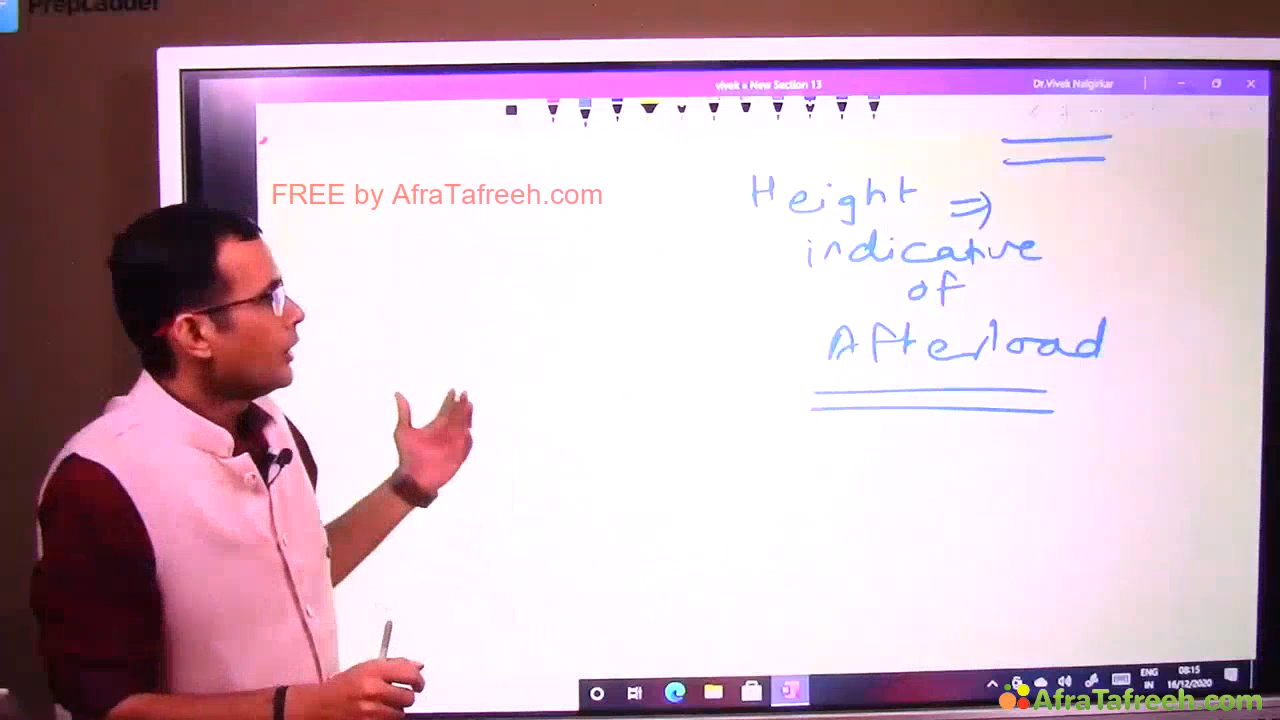 PrepLadder
vivek « New Section 13
Dr.Vivek Nalgirkar
FREE by AfraTafreeh.com
Height ⇒
indicative
of
Afterload
ENG
IN
08:15
16/12/2020
AfraTafreeh.com